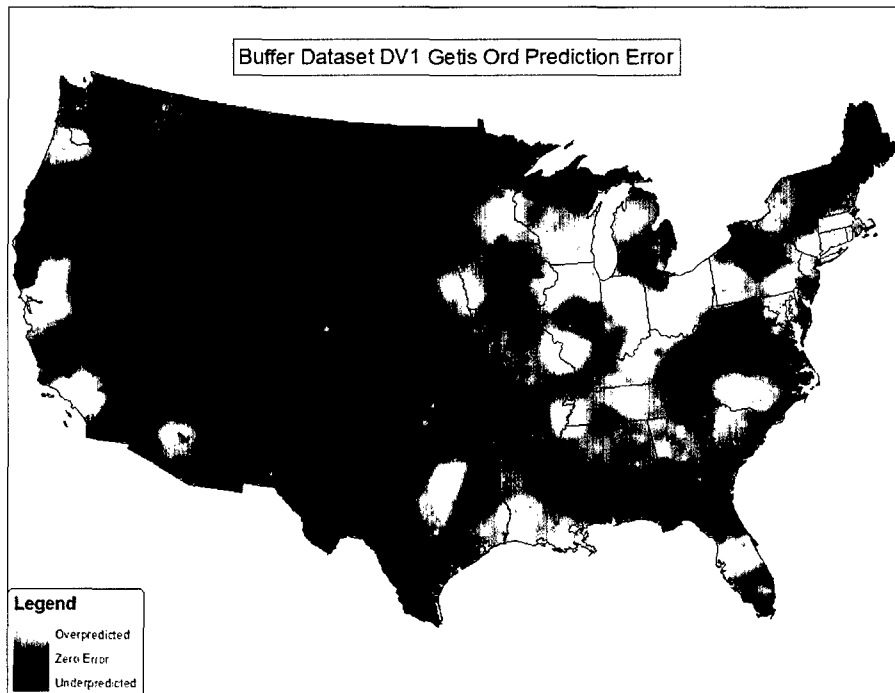 Buffer Dataset DV1 Getis Ord Prediction Error
Legend
Overpredicted
Zero Error
Underpredicted